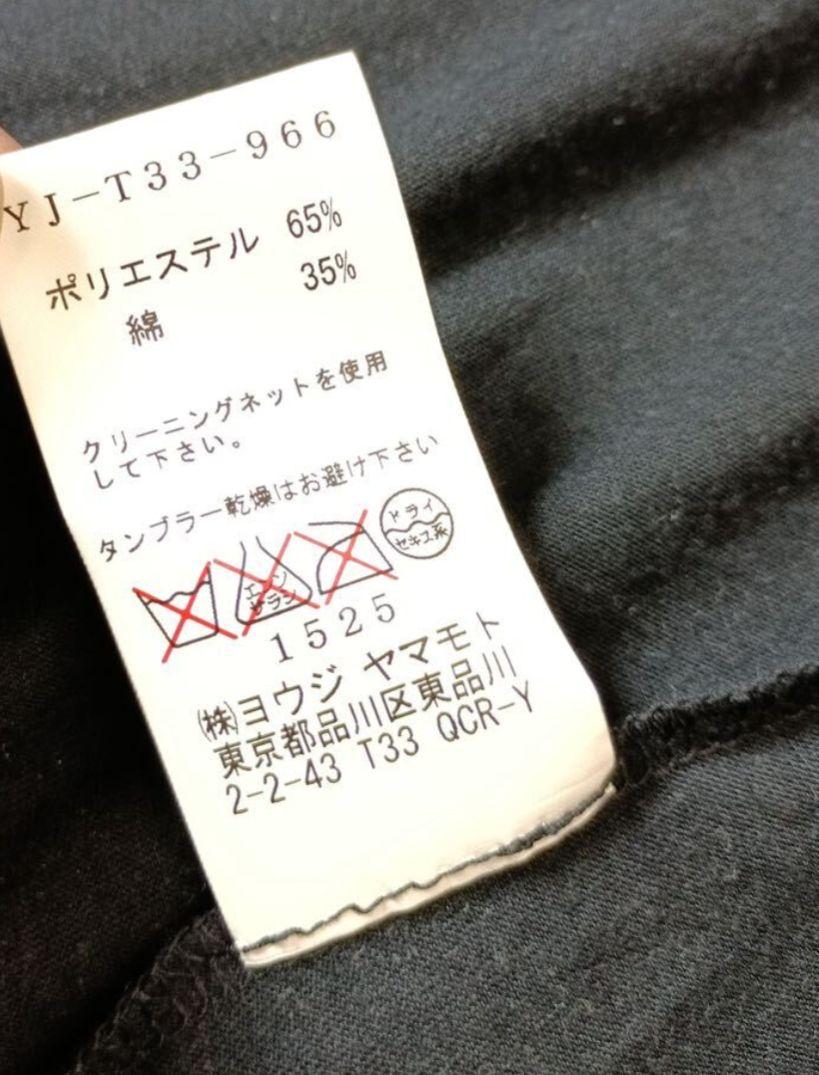 YJ-T33-966
ポリエステル 65%
綿 35%
クリーニングネットを使用
して下さい。
タンブラー乾燥はお避け下さい
エンソ
サラシ
ドライ
セキユ系
1525
㈱ヨウジ ヤマモト
東京都品川区東品川
2-2-43 T33 QCR-Y